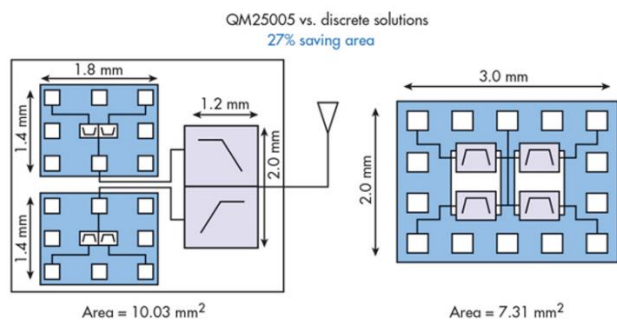 QM25005 vs. discrete solutions
27% saving area
1.8 mm
1.4 mm
1.2 mm
2.0 mm
1.4 mm
Area = 10.03 mm²
3.0 mm
2.0 mm
Area = 7.31 mm²